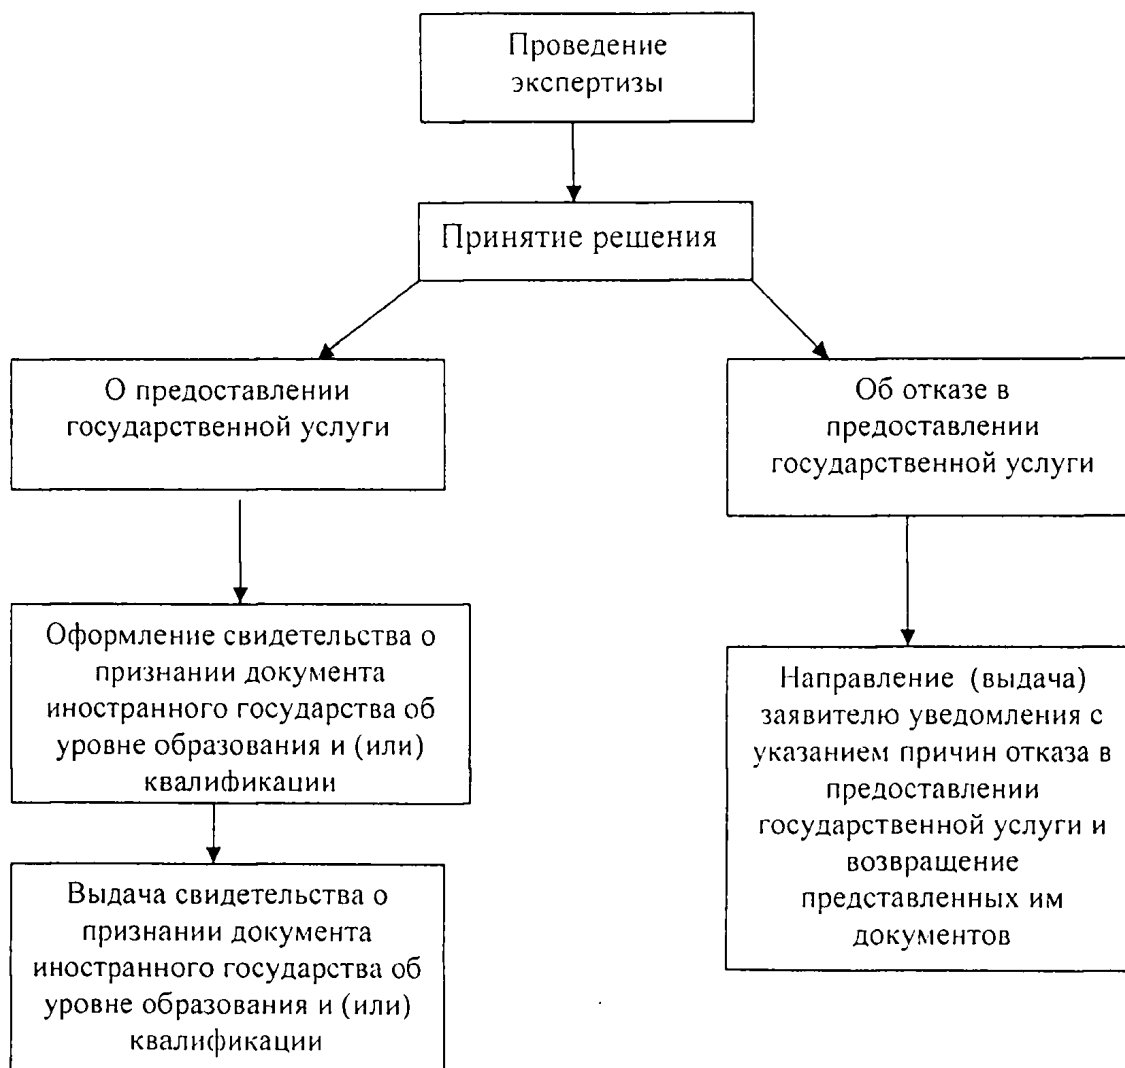 Проведение
экспертизы
Принятие решения
О предоставлении
государственной услуги
Об отказе в
предоставлении
государственной услуги
Оформление свидетельства о
признании документа
иностранного государства об
уровне образования и (или)
квалификации
Направление (выдача)
заявителю уведомления с
указанием причин отказа в
предоставлении
государственной услуги и
возвращение
представленных им
документов
Выдача свидетельства о
признании документа
иностранного государства об
уровне образования и (или)
квалификации